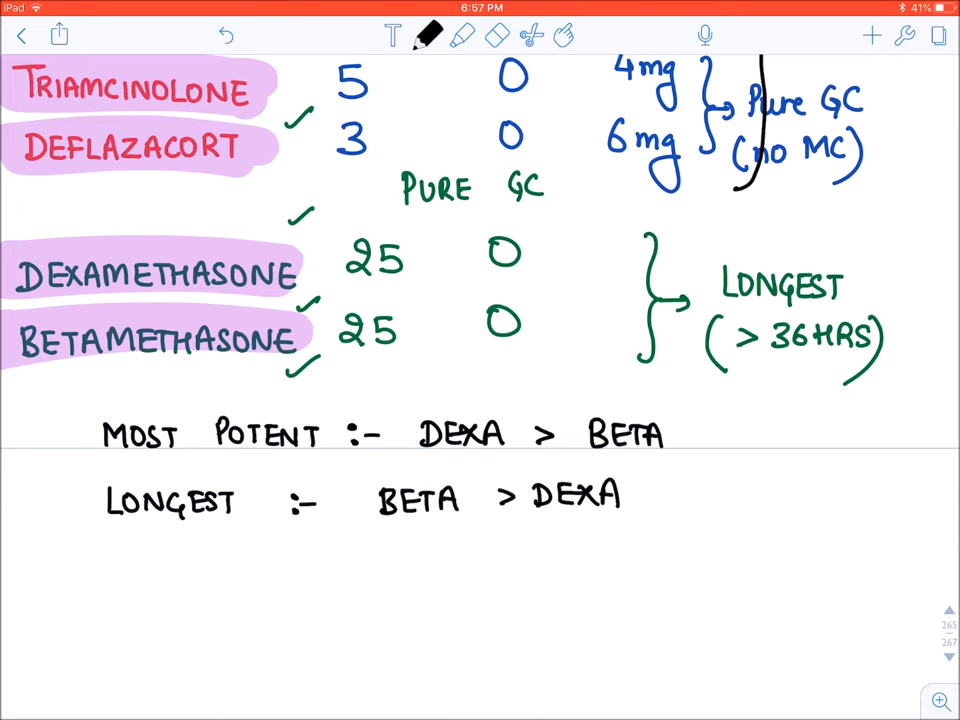 iPad 6:57 PM 41%
T
TRIAMCINOLONE 5 0 4mg
DEFLAZACORT 3 0 6mg
Pure GC
(no MC)
PURE GC
DEXAMETHASONE 25 0
BETAMETHASONE 25 0
LONGEST
(> 36HRS)
MOST POTENT :- DEXA > BETA
LONGEST :- BETA > DEXA
265
267